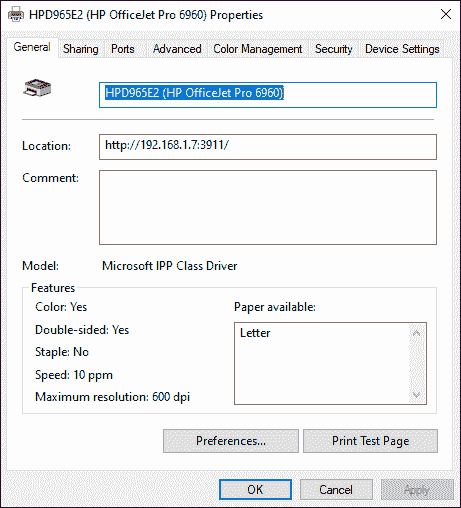 HPD965E2 (HP OfficeJet Pro 6960) Properties
General Sharing Ports Advanced Color Management Security Device Settings
HPD965E2 (HP OfficeJet Pro 6960)
Location: http://192.168.1.7:3911/
Comment:
Model: Microsoft IPP Class Driver
Features
Color: Yes
Paper available:
Double-sided: Yes
Letter
Staple: No
Speed: 10 ppm
Maximum resolution: 600 dpi
Preferences... Print Test Page
OK Cancel Apply